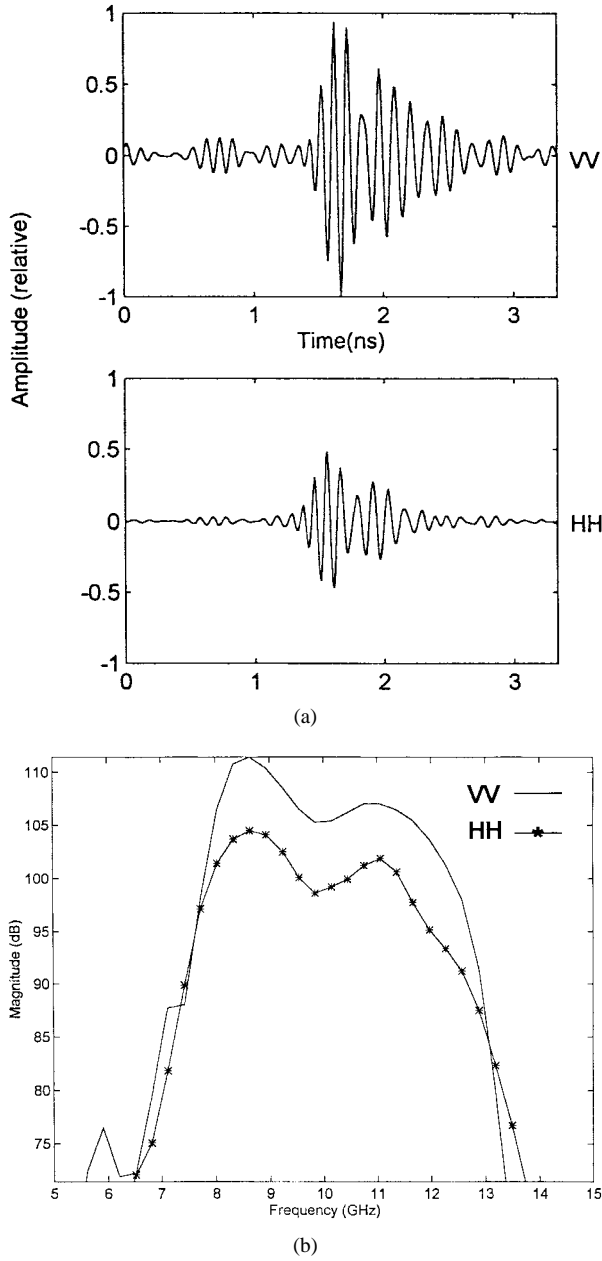 1
0.5
0
-0.5
-1
VV
0 1 2 3
Time(ns)
Amplitude (relative)
1
0.5
0
-0.5
-1
HH
0 1 2 3
(a)
110
105
100
95
90
85
80
75
VV
HH
Magnitude (dB)
5 6 7 8 9 10 11 12 13 14 15
Frequency (GHz)
(b)